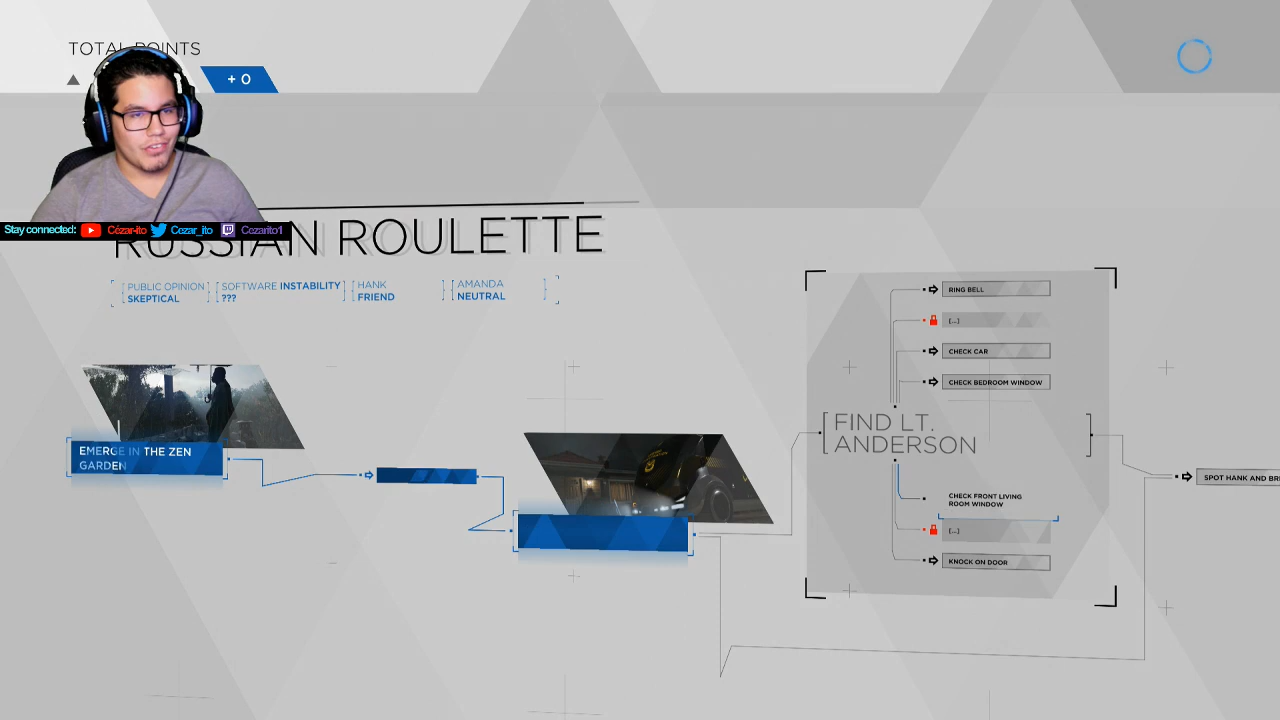 TOTAL POINTS
+ 0
Stay connected: Cézar-ito Cezar_ito Cezarito1
RUSSIAN ROULETTE
PUBLIC OPINION
SKEPTICAL
SOFTWARE INSTABILITY
???
HANK
FRIEND
AMANDA
NEUTRAL
EMERGE IN THE ZEN
GARDEN
RING BELL
[...]
CHECK CAR
CHECK BEDROOM WINDOW
FIND LT.
ANDERSON
CHECK FRONT LIVING
ROOM WINDOW
[...]
KNOCK ON DOOR
SPOT HANK AND